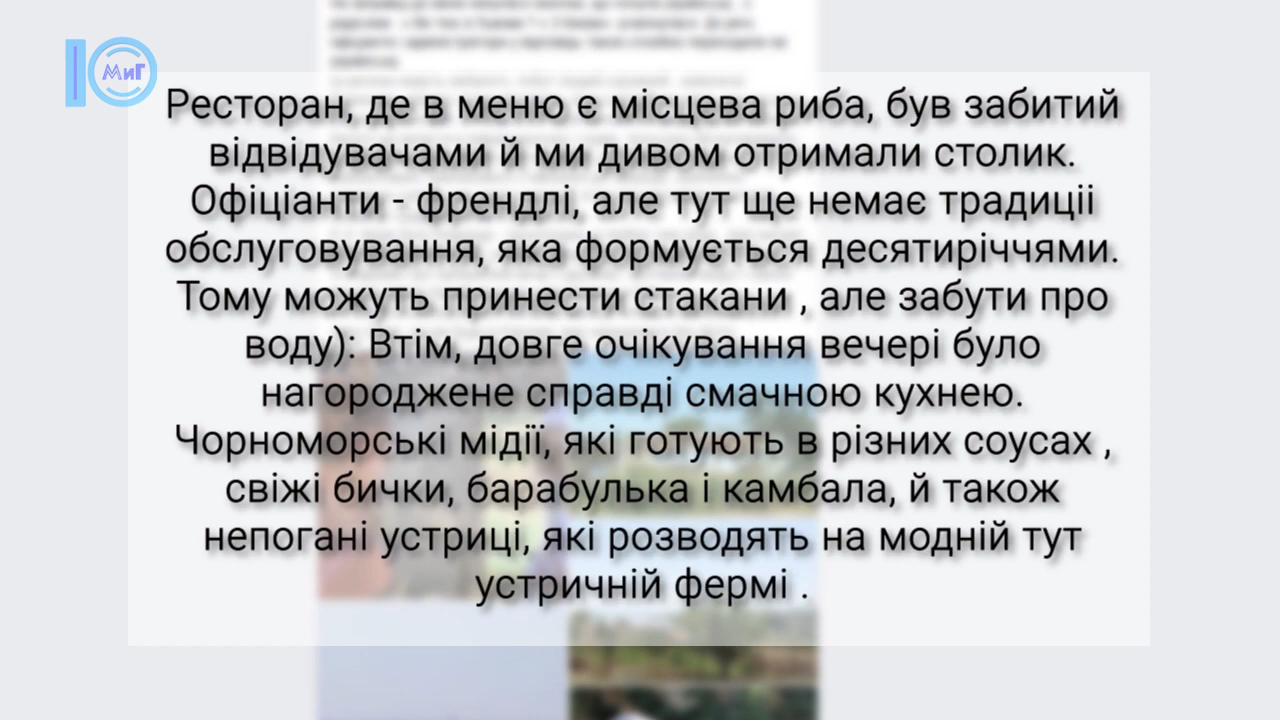 МиГ
Ресторан, де в меню є місцева риба, був забитий
відвідувачами й ми дивом отримали столик.
Офіціанти - френдлі, але тут ще немає традиціі
обслуговування, яка формується десятиріччями.
Тому можуть принести стакани , але забути про
воду): Втім, довге очікування вечері було
нагороджене справді смачною кухнею.
Чорноморські мідії, які готують в різних соусах ,
свіжі бички, барабулька і камбала, й також
непогані устриці, які розводять на модній тут
устричній фермі .